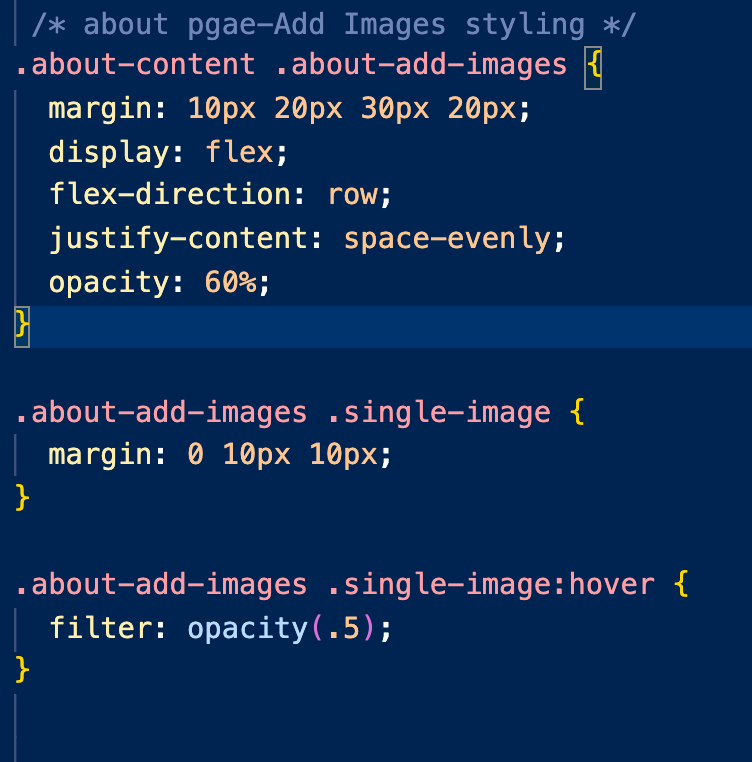 /* about pgae-Add Images styling */
.about-content .about-add-images {
margin: 10px 20px 30px 20px;
display: flex;
flex-direction: row;
justify-content: space-evenly;
opacity: 60%;
}
.about-add-images .single-image {
margin: 0 10px 10px;
}
.about-add-images .single-image:hover {
filter: opacity(.5);
}